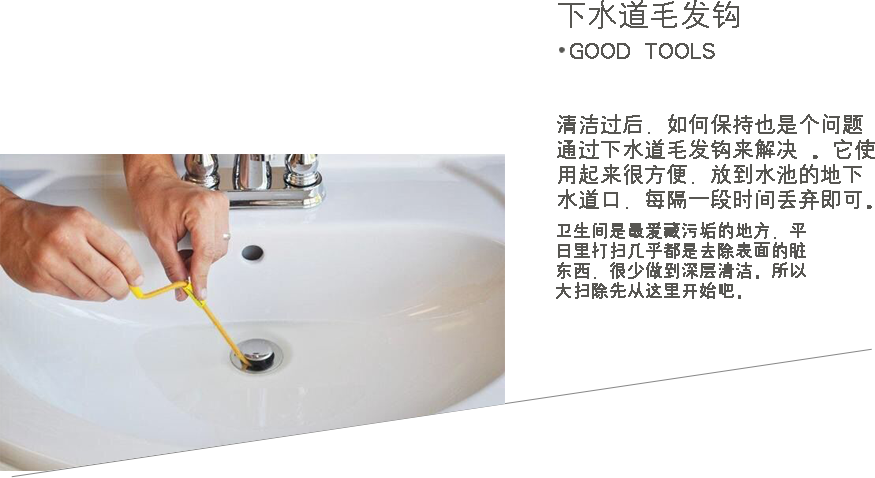 下水道毛发钩
•GOOD TOOLS
清洁过后，如何保持也是个问题
通过下水道毛发钩来解决 。它使
用起来很方便，放到水池的地下
水道口，每隔一段时间丢弃即可。
卫生间是最爱藏污垢的地方，平
日里打扫几乎都是去除表面的脏
东西，很少做到深层清洁。所以
大扫除先从这里开始吧。